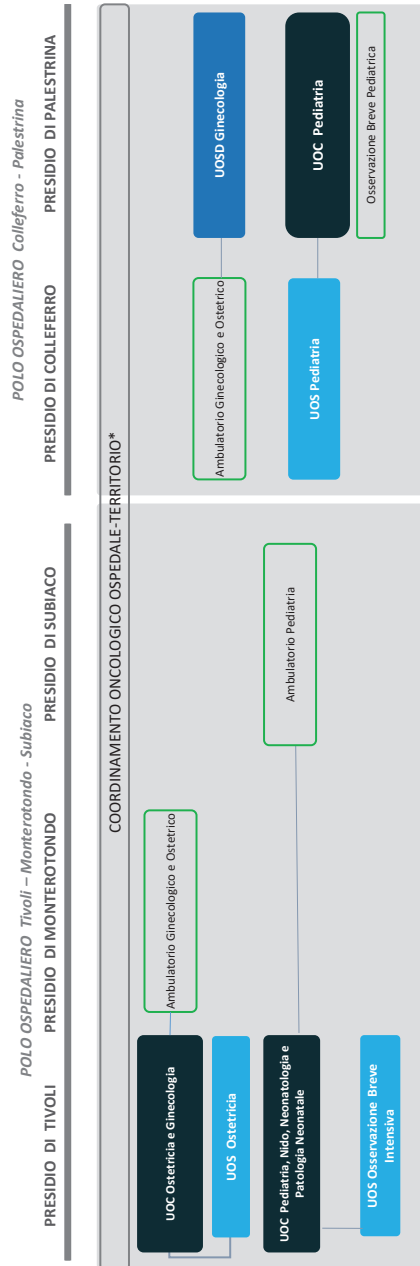 POLO OSPEDALIERO Tivoli – Monterotondo - Subiaco
POLO OSPEDALIERO Colleferro - Palestrina
PRESIDIO DI TIVOLI
PRESIDIO DI MONTEROTONDO
PRESIDIO DI SUBIACO
PRESIDIO DI COLLEFERRO
PRESIDIO DI PALESTRINA
COORDINAMENTO ONCOLOGICO OSPEDALE-TERRITORIO*
UOC Ostetricia e Ginecologia
Ambulatorio Ginecologico e Ostetrico
Ambulatorio Ginecologico e Ostetrico
UOSD Ginecologia
UOS Ostetricia
UOC Pediatria, Nido, Neonatologia e
Patologia Neonatale
Ambulatorio Pediatria
UOS Pediatria
UOC Pediatria
Osservazione Breve Pediatrica
UOS Osservazione Breve
Intensiva